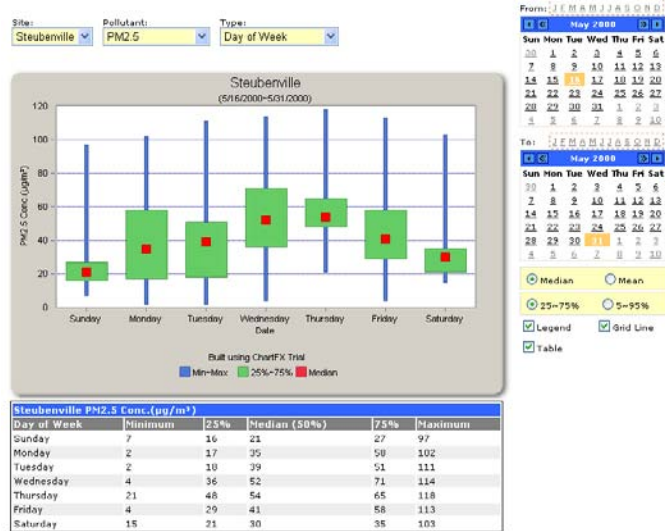 Site: Pollutant: Type:
Steubenville PM2.5 Day of Week
Steubenville
(5/16/2000~5/31/2000)
PM2.5 Conc.(µg/m³)
120
100
80
60
40
20
0
Sunday Monday Tuesday Wednesday Thursday Friday Saturday
Date
Built using ChartFX Trial
Min-Max 25%-75% Median
Steubenville PM2.5 Conc.(µg/m³)
Day of Week Minimum 25% Median (50%) 75% Maximum
Sunday 7 16 21 27 97
Monday 2 17 35 58 102
Tuesday 2 18 39 51 111
Wednesday 4 36 52 71 114
Thursday 21 48 54 65 118
Friday 4 29 41 58 113
Saturday 15 21 30 35 103
From: J F M A M J J A S O N D
May 2000
Sun Mon Tue Wed Thu Fri Sat
30 1 2 3 4 5 6
7 8 9 10 11 12 13
14 15 16 17 18 19 20
21 22 23 24 25 26 27
28 29 30 31 1 2 3
4 5 6 7 8 9 10
To: J F M A M J J A S O N D
May 2000
Sun Mon Tue Wed Thu Fri Sat
30 1 2 3 4 5 6
7 8 9 10 11 12 13
14 15 16 17 18 19 20
21 22 23 24 25 26 27
28 29 30 31 1 2 3
4 5 6 7 8 9 10
Median Mean
25~75% 5~95%
Legend Grid Line
Table